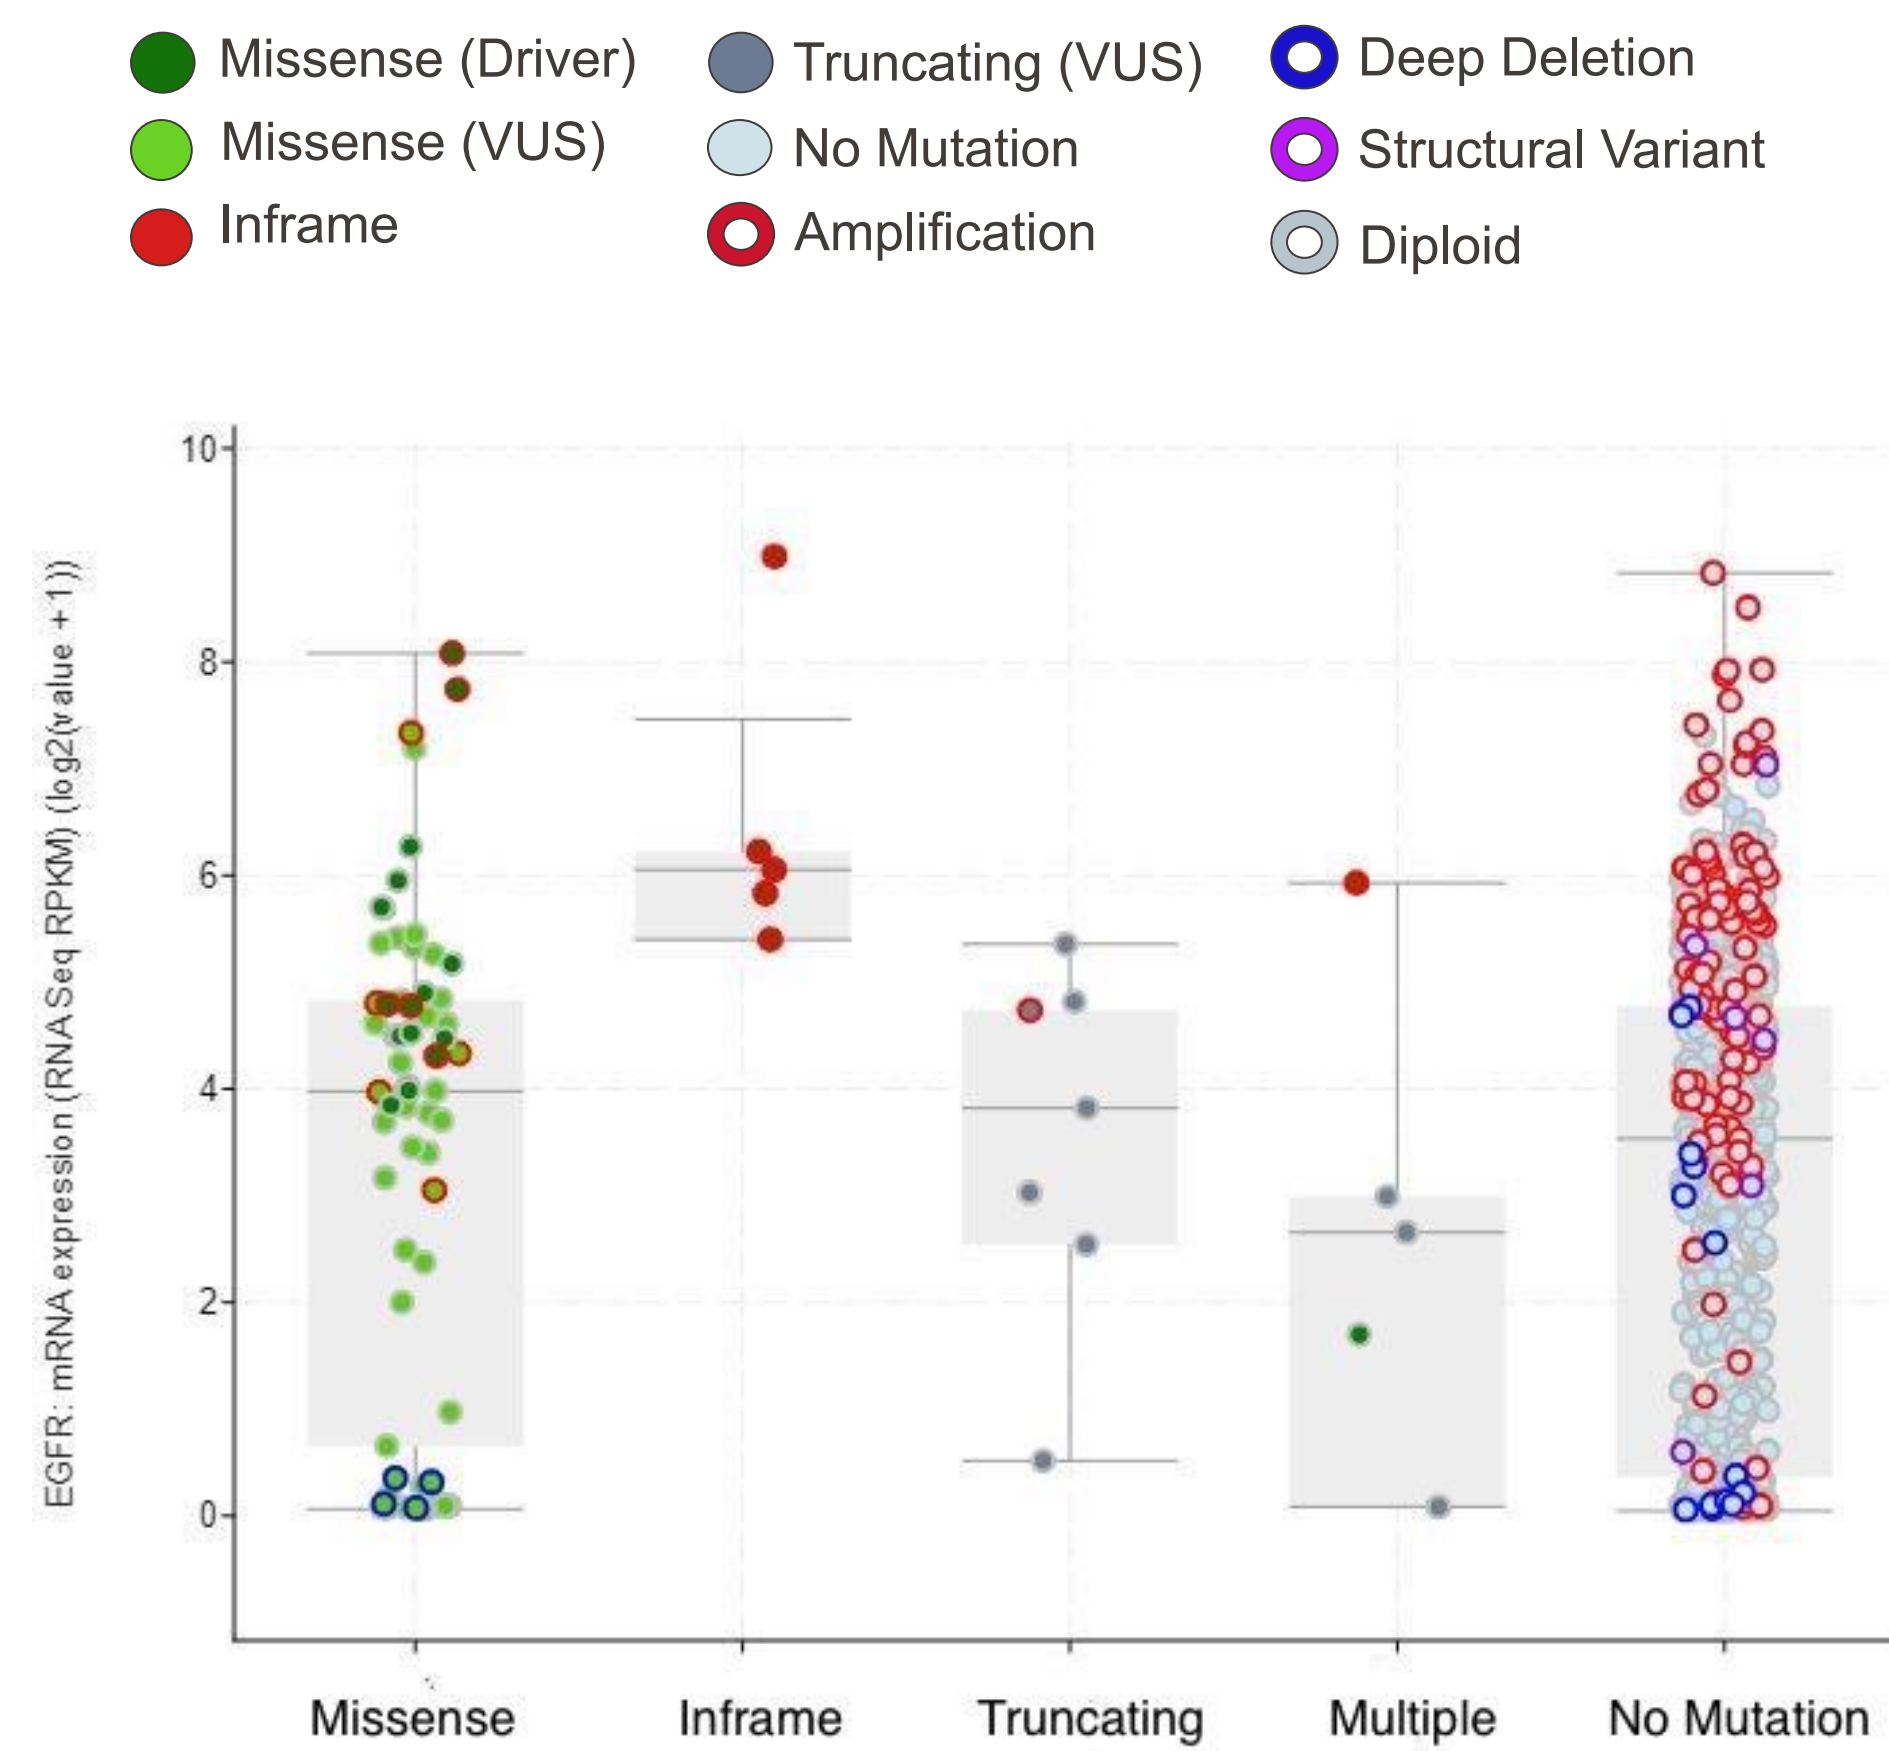 Missense (Driver)
Missense (VUS)
Inframe
Truncating (VUS)
No Mutation
Amplification
Deep Deletion
Structural Variant
Diploid
EGFR: mRNA expression (RNA Seq RPKM) (log2(value + 1))
10
8
6
4
2
0
Missense
Inframe
Truncating
Multiple
No Mutation